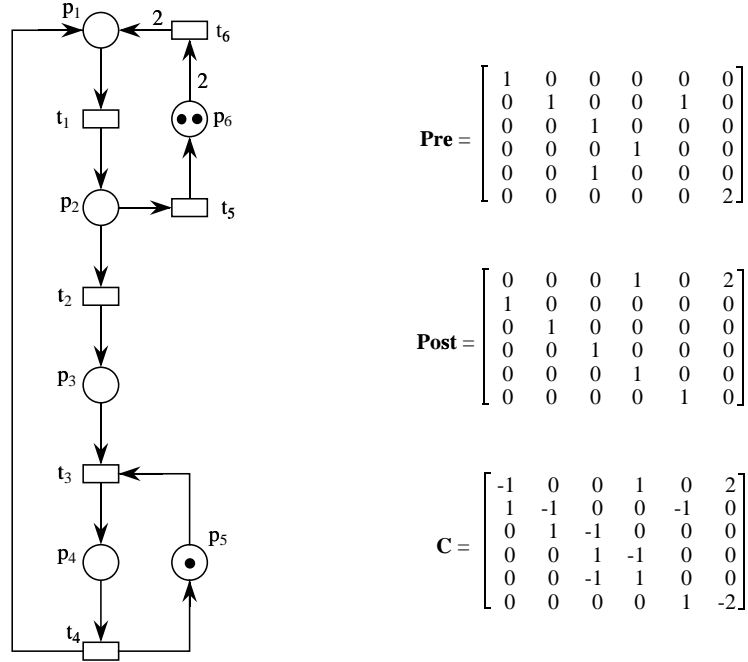 p1
2
t6
2
t1
p6
p2
t5
t2
p3
t3
p5
p4
t4
Pre =
1 0 0 0 0 0
0 1 0 0 1 0
0 0 1 0 0 0
0 0 0 1 0 0
0 0 1 0 0 0
0 0 0 0 0 2
Post =
0 0 0 1 0 2
1 0 0 0 0 0
0 1 0 0 0 0
0 0 1 0 0 0
0 0 0 1 0 0
0 0 0 0 1 0
C =
-1 0 0 1 0 2
1 -1 0 0 -1 0
0 1 -1 0 0 0
0 0 1 -1 0 0
0 0 -1 1 0 0
0 0 0 0 1 -2